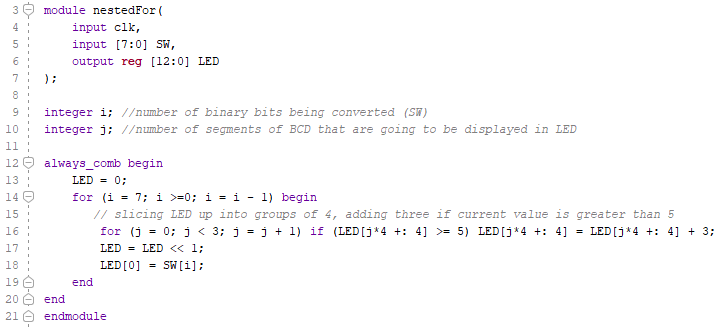 3 module nestedFor(
4 input clk,
5 input [7:0] SW,
6 output reg [12:0] LED
7 );
8
9 integer i; //number of binary bits being converted (SW)
10 integer j; //number of segments of BCD that are going to be displayed in LED
11
12 always_comb begin
13 LED = 0;
14 for (i = 7; i >=0; i = i - 1) begin
15 // slicing LED up into groups of 4, adding three if current value is greater than 5
16 for (j = 0; j < 3; j = j + 1) if (LED[j*4 +: 4] >= 5) LED[j*4 +: 4] = LED[j*4 +: 4] + 3;
17 LED = LED << 1;
18 LED[0] = SW[i];
19 end
20 end
21 endmodule